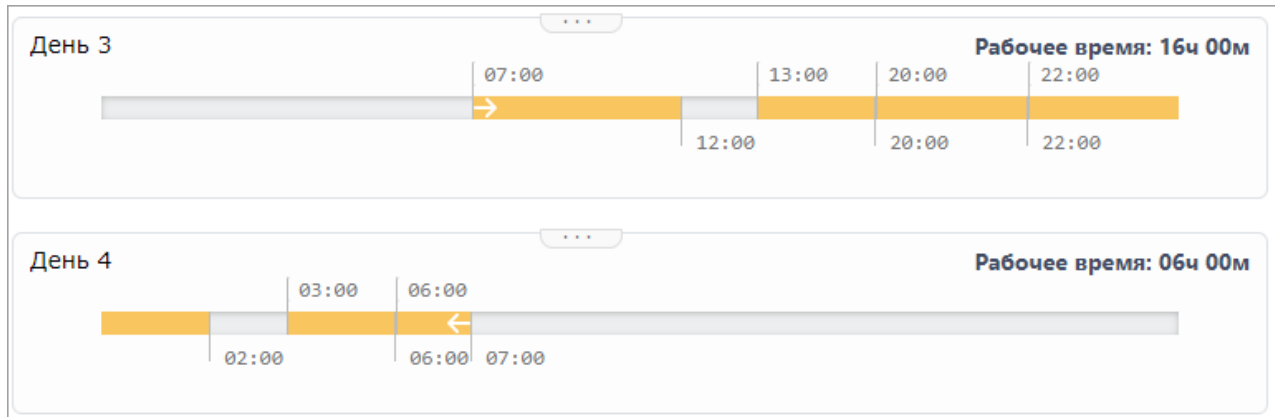 ...
День 3
Рабочее время: 16ч 00м
07:00 13:00 20:00 22:00
12:00 20:00 22:00
...
День 4
Рабочее время: 06ч 00м
03:00 06:00
02:00 06:00 07:00